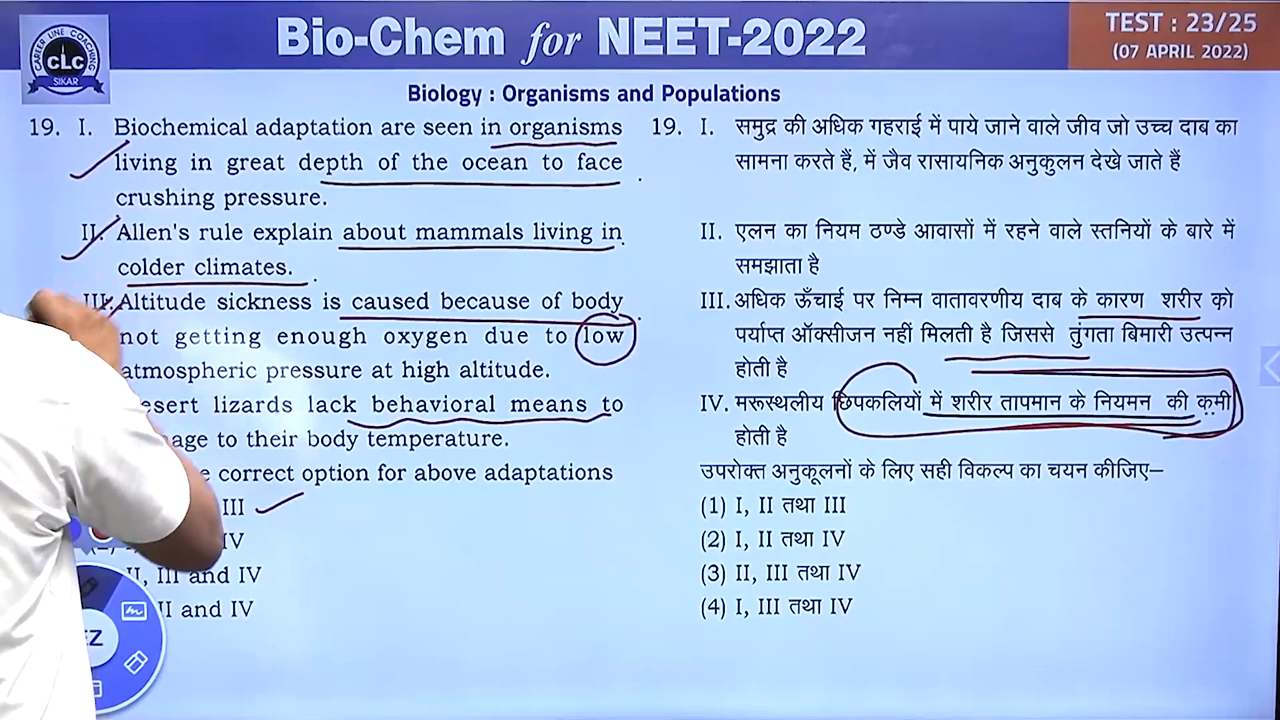 CAREER LINE COACHING
CLC
SIKAR
Bio-Chem for NEET-2022
TEST : 23/25
(07 APRIL 2022)
Biology : Organisms and Populations
19. I. Biochemical adaptation are seen in organisms
living in great depth of the ocean to face
crushing pressure.
II. Allen's rule explain about mammals living in
colder climates.
III. Altitude sickness is caused because of body
not getting enough oxygen due to low
atmospheric pressure at high altitude.
esert lizards lack behavioral means to
nage to their body temperature.
e correct option for above adaptations
III
IV
II, III and IV
II and IV
EZ
19. I. समुद्र की अधिक गहराई में पाये जाने वाले जीव जो उच्च दाब का
सामना करते हैं, में जैव रासायनिक अनुकुलन देखे जाते हैं
II. एलन का नियम ठण्डे आवासों में रहने वाले स्तनियों के बारे में
समझाता है
III. अधिक ऊँचाई पर निम्न वातावरणीय दाब के कारण शरीर को
पर्याप्त ऑक्सीजन नहीं मिलती है जिससे तुंगता बिमारी उत्पन्न
होती है
IV. मरूस्थलीय छिपकलियों में शरीर तापमान के नियमन की कमी
होती है
उपरोक्त अनुकूलनों के लिए सही विकल्प का चयन कीजिए–
(1) I, II तथा III
(2) I, II तथा IV
(3) II, III तथा IV
(4) I, III तथा IV